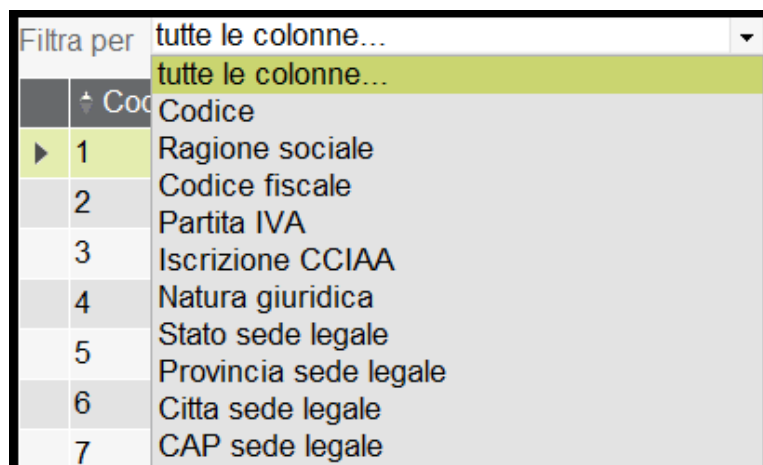 Filtra per tutte le colonne...
tutte le colonne...
Codice
Ragione sociale
Codice fiscale
Partita IVA
Iscrizione CCIAA
Natura giuridica
Stato sede legale
Provincia sede legale
Citta sede legale
CAP sede legale
1
2
3
4
5
6
7